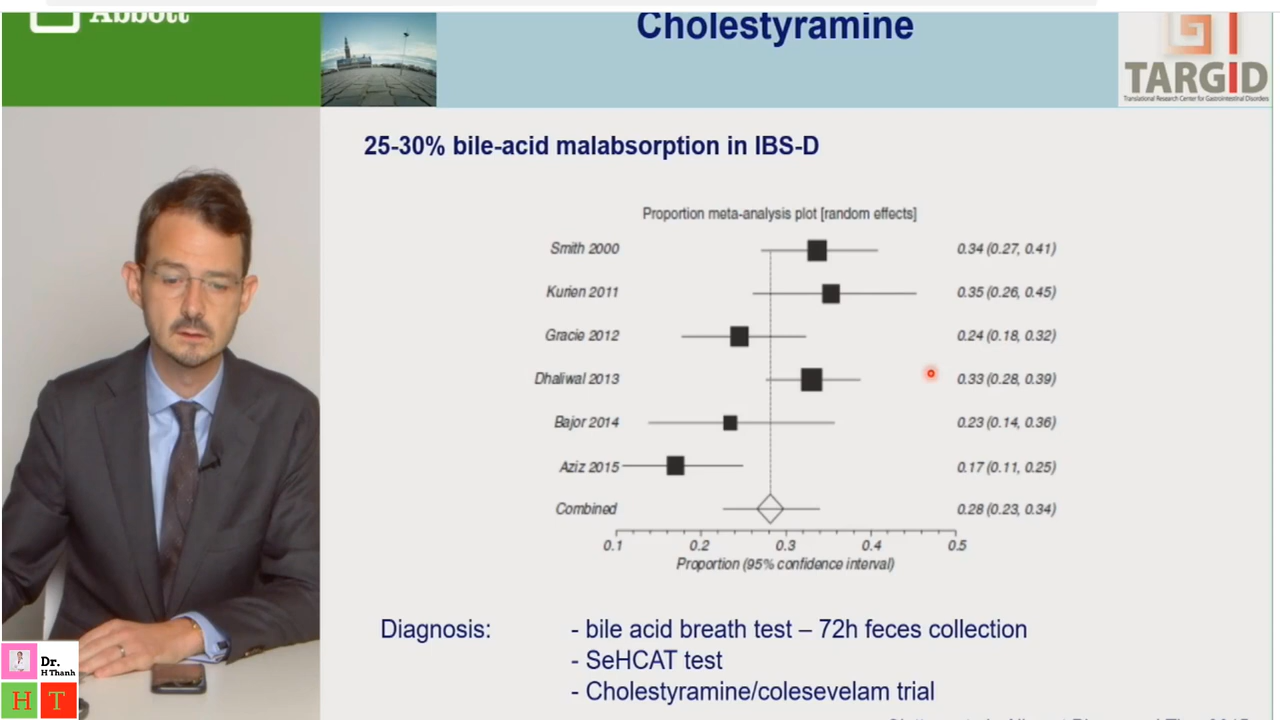 Abbott
Cholestyramine
TARGID
Translational Research Center for Gastrointestinal Disorders
25-30% bile-acid malabsorption in IBS-D
Proportion meta-analysis plot [random effects]
Smith 2000 0.34 (0.27, 0.41)
Kurien 2011 0.35 (0.26, 0.45)
Gracie 2012 0.24 (0.18, 0.32)
Dhaliwal 2013 0.33 (0.28, 0.39)
Bajor 2014 0.23 (0.14, 0.36)
Aziz 2015 0.17 (0.11, 0.25)
Combined 0.28 (0.23, 0.34)
0.1 0.2 0.3 0.4 0.5
Proportion (95% confidence interval)
Diagnosis: - bile acid breath test – 72h feces collection
- SeHCAT test
- Cholestyramine/colesevelam trial
Dr.
H Thanh
H T